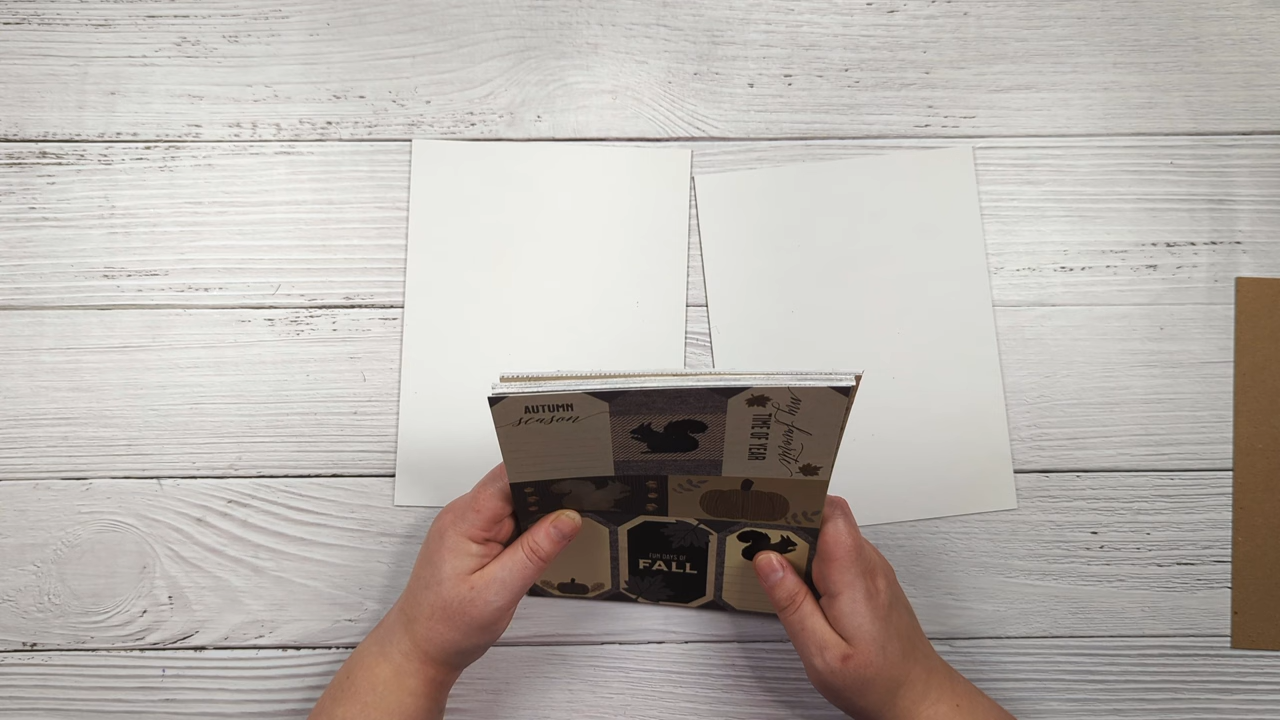 AUTUMN
season
my favorite
TIME OF YEAR
FUN DAYS OF
FALL